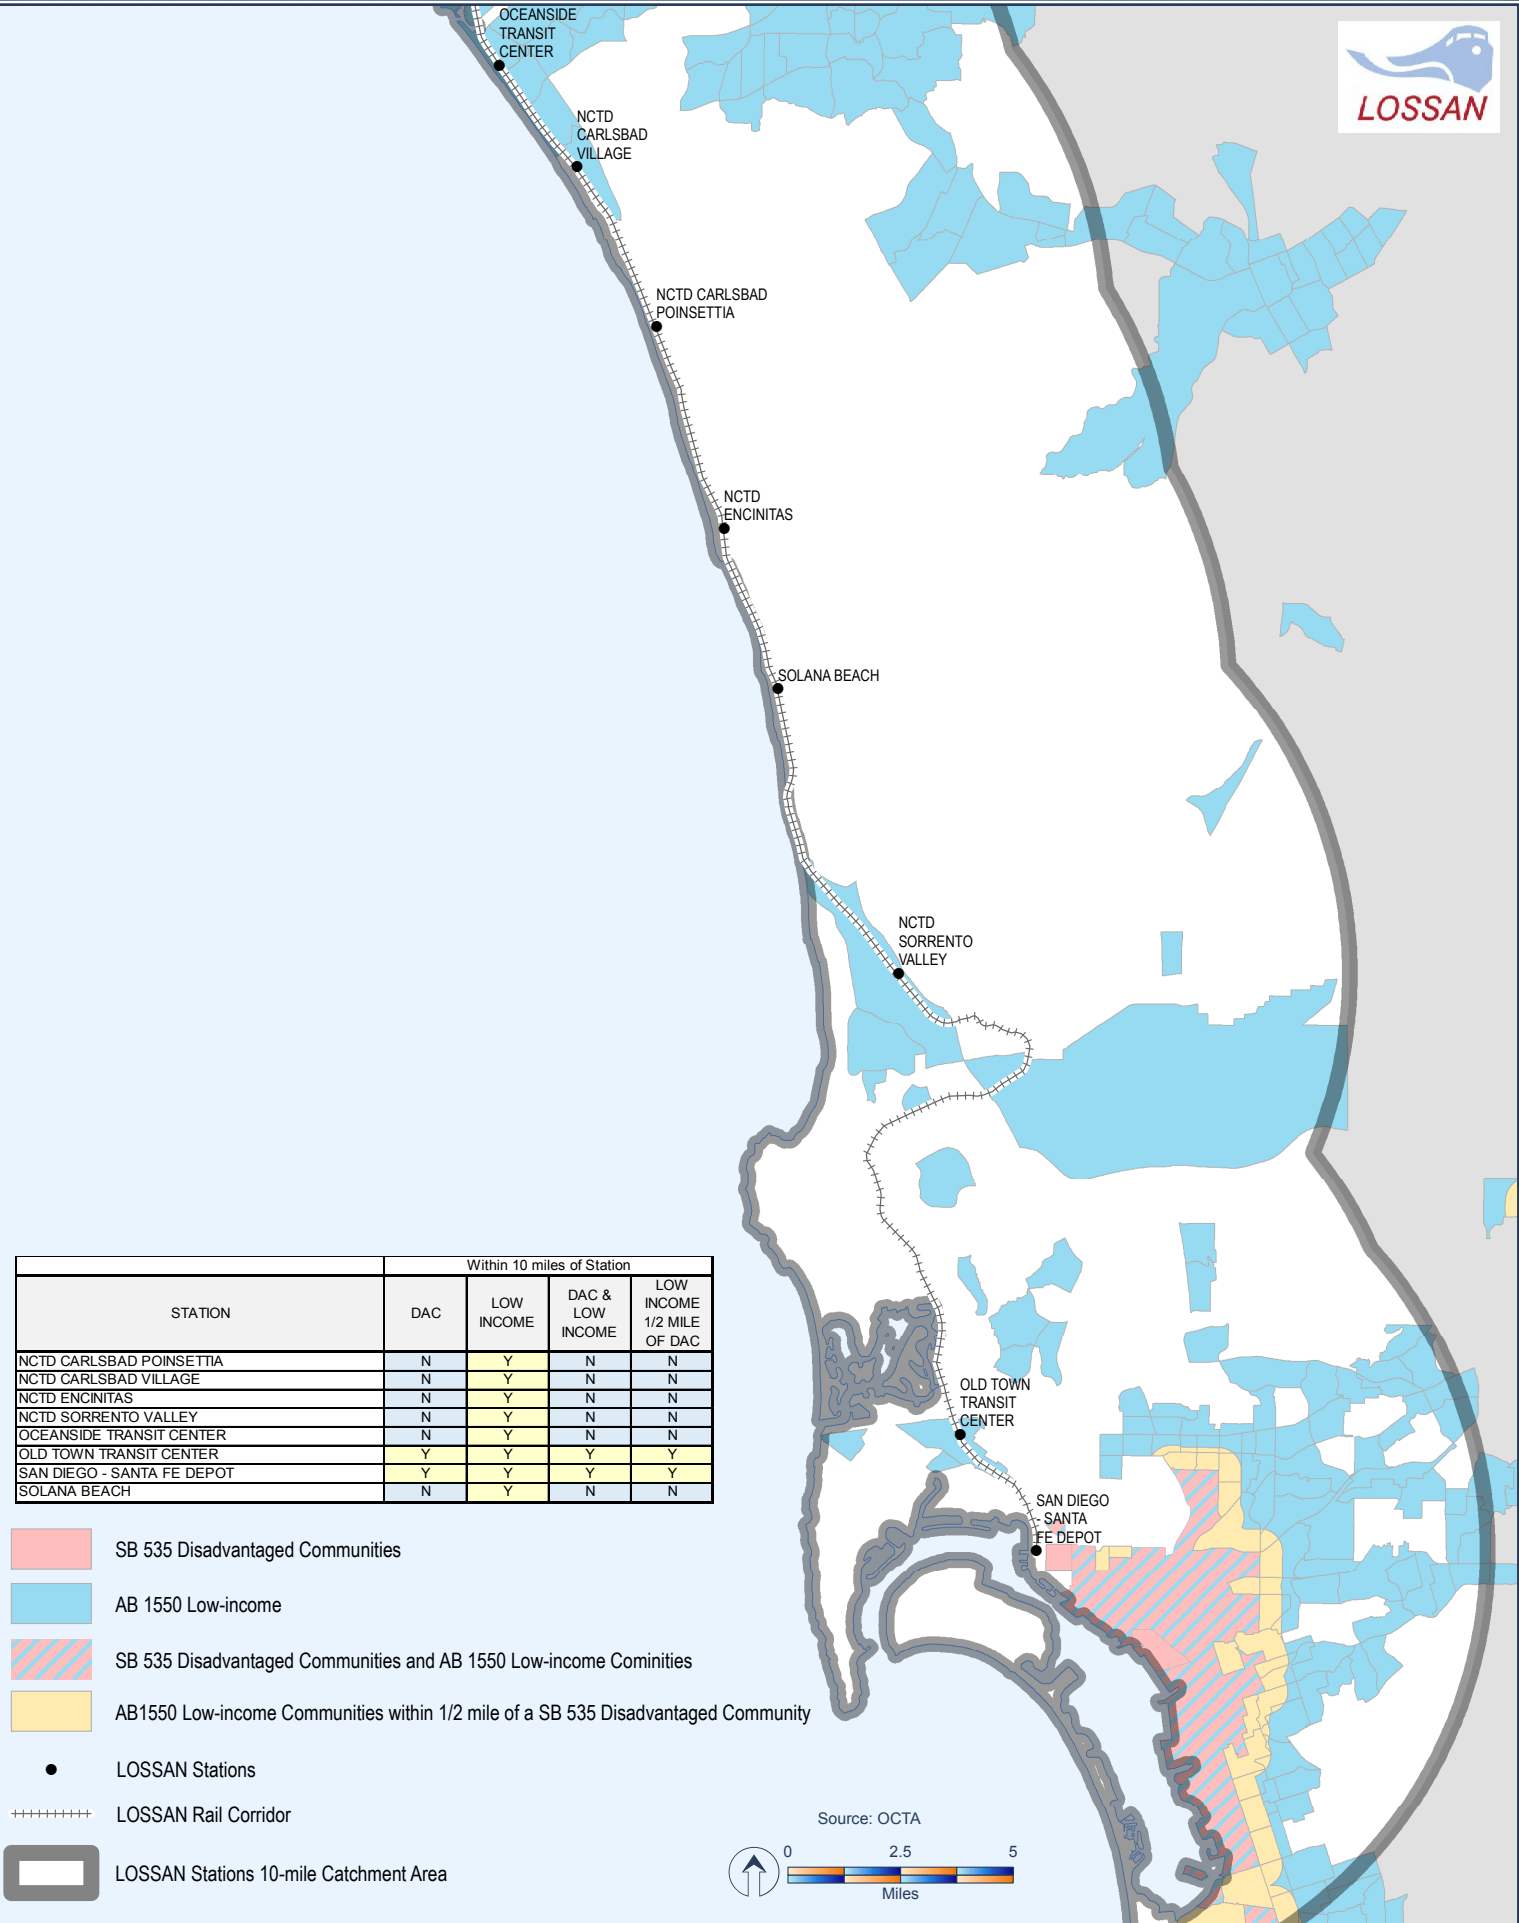 OCEANSIDE
TRANSIT
CENTER
LOSSAN
NCTD
CARLSBAD
VILLAGE
NCTD CARLSBAD
POINSETTIA
NCTD
ENCINITAS
SOLANA BEACH
NCTD
SORRENTO
VALLEY
OLD TOWN
TRANSIT
CENTER
SAN DIEGO
- SANTA
FE DEPOT
Within 10 miles of Station
STATION DAC LOW INCOME DAC & LOW INCOME LOW INCOME 1/2 MILE OF DAC
NCTD CARLSBAD POINSETTIA N Y N N
NCTD CARLSBAD VILLAGE N Y N N
NCTD ENCINITAS N Y N N
NCTD SORRENTO VALLEY N Y N N
OCEANSIDE TRANSIT CENTER N Y N N
OLD TOWN TRANSIT CENTER Y Y Y Y
SAN DIEGO - SANTA FE DEPOT Y Y Y Y
SOLANA BEACH N Y N N
SB 535 Disadvantaged Communities
AB 1550 Low-income
SB 535 Disadvantaged Communities and AB 1550 Low-income Cominities
AB1550 Low-income Communities within 1/2 mile of a SB 535 Disadvantaged Community
LOSSAN Stations
LOSSAN Rail Corridor
LOSSAN Stations 10-mile Catchment Area
Source: OCTA
0 2.5 5
Miles